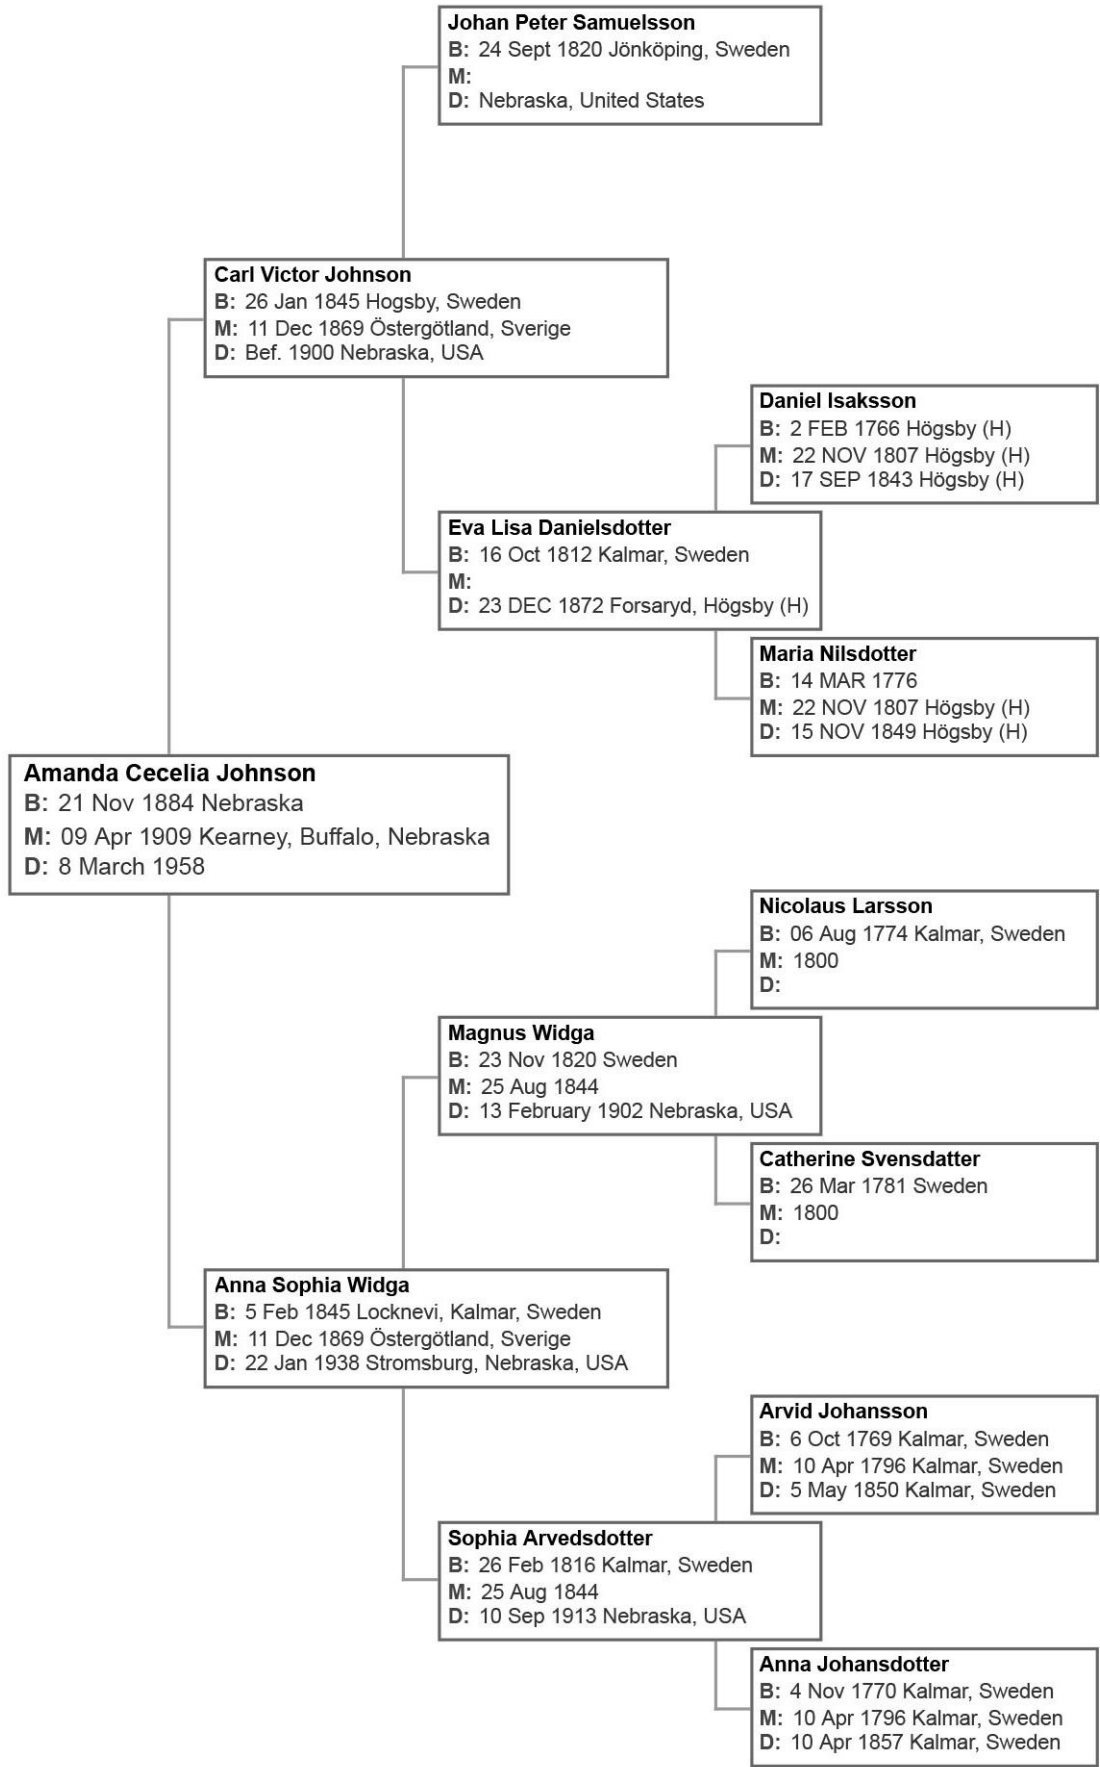 Johan Peter Samuelsson
B: 24 Sept 1820 Jönköping, Sweden
M:
D: Nebraska, United States
Carl Victor Johnson
B: 26 Jan 1845 Hogsby, Sweden
M: 11 Dec 1869 Östergötland, Sverige
D: Bef. 1900 Nebraska, USA
Daniel Isaksson
B: 2 FEB 1766 Högsby (H)
M: 22 NOV 1807 Högsby (H)
D: 17 SEP 1843 Högsby (H)
Eva Lisa Danielsdotter
B: 16 Oct 1812 Kalmar, Sweden
M:
D: 23 DEC 1872 Forsaryd, Högsby (H)
Maria Nilsdotter
B: 14 MAR 1776
M: 22 NOV 1807 Högsby (H)
D: 15 NOV 1849 Högsby (H)
Amanda Cecelia Johnson
B: 21 Nov 1884 Nebraska
M: 09 Apr 1909 Kearney, Buffalo, Nebraska
D: 8 March 1958
Nicolaus Larsson
B: 06 Aug 1774 Kalmar, Sweden
M: 1800
D:
Magnus Widga
B: 23 Nov 1820 Sweden
M: 25 Aug 1844
D: 13 February 1902 Nebraska, USA
Catherine Svensdatter
B: 26 Mar 1781 Sweden
M: 1800
D:
Anna Sophia Widga
B: 5 Feb 1845 Locknevi, Kalmar, Sweden
M: 11 Dec 1869 Östergötland, Sverige
D: 22 Jan 1938 Stromsburg, Nebraska, USA
Arvid Johansson
B: 6 Oct 1769 Kalmar, Sweden
M: 10 Apr 1796 Kalmar, Sweden
D: 5 May 1850 Kalmar, Sweden
Sophia Arvedsdotter
B: 26 Feb 1816 Kalmar, Sweden
M: 25 Aug 1844
D: 10 Sep 1913 Nebraska, USA
Anna Johansdotter
B: 4 Nov 1770 Kalmar, Sweden
M: 10 Apr 1796 Kalmar, Sweden
D: 10 Apr 1857 Kalmar, Sweden